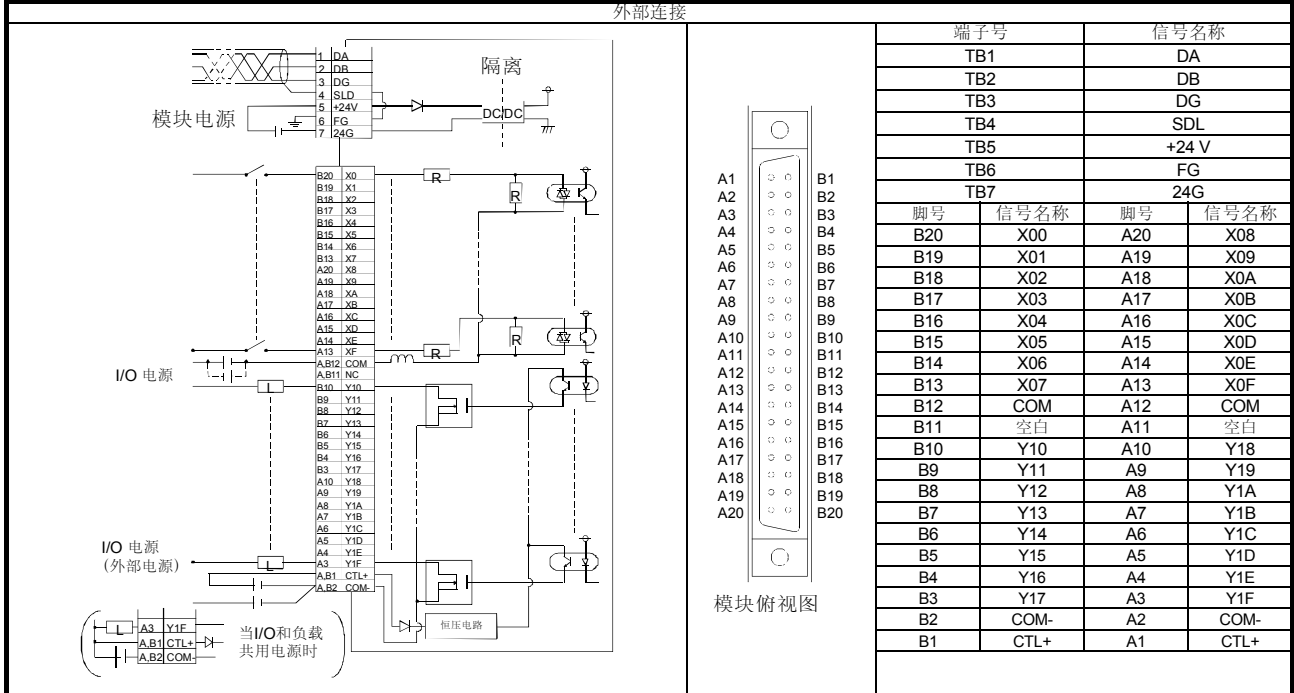 外部连接
1 DA
2 DB
3 DG
4 SLD
5 +24V
6 FG
7 24G
模块电源
隔离
DC/DC
B20 X0
B19 X1
B18 X2
B17 X3
B16 X4
B15 X5
B14 X6
B13 X7
A20 X8
A19 X9
A18 XA
A17 XB
A16 XC
A15 XD
A14 XE
A13 XF
A,B12 COM
A,B11 NC
B10 Y10
B9 Y11
B8 Y12
B7 Y13
B6 Y14
B5 Y15
B4 Y16
B3 Y17
A10 Y18
A9 Y19
A8 Y1A
A7 Y1B
A6 Y1C
A5 Y1D
A4 Y1E
A3 Y1F
A,B1 CTL+
A,B2 COM-
R
R
R
R
I/O 电源
L
I/O 电源
(外部电源)
L
恒压电路
L A3 Y1F
A,B1 CTL+
A,B2 COM-
当I/O和负载
共用电源时
A1 B1
A2 B2
A3 B3
A4 B4
A5 B5
A6 B6
A7 B7
A8 B8
A9 B9
A10 B10
A11 B11
A12 B12
A13 B13
A14 B14
A15 B15
A16 B16
A17 B17
A18 B18
A19 B19
A20 B20
模块俯视图
端子号 信号名称
TB1 DA
TB2 DB
TB3 DG
TB4 SDL
TB5 +24 V
TB6 FG
TB7 24G
脚号 信号名称 脚号 信号名称
B20 X00 A20 X08
B19 X01 A19 X09
B18 X02 A18 X0A
B17 X03 A17 X0B
B16 X04 A16 X0C
B15 X05 A15 X0D
B14 X06 A14 X0E
B13 X07 A13 X0F
B12 COM A12 COM
B11 空白 A11 空白
B10 Y10 A10 Y18
B9 Y11 A9 Y19
B8 Y12 A8 Y1A
B7 Y13 A7 Y1B
B6 Y14 A6 Y1C
B5 Y15 A5 Y1D
B4 Y16 A4 Y1E
B3 Y17 A3 Y1F
B2 COM- A2 COM-
B1 CTL+ A1 CTL+